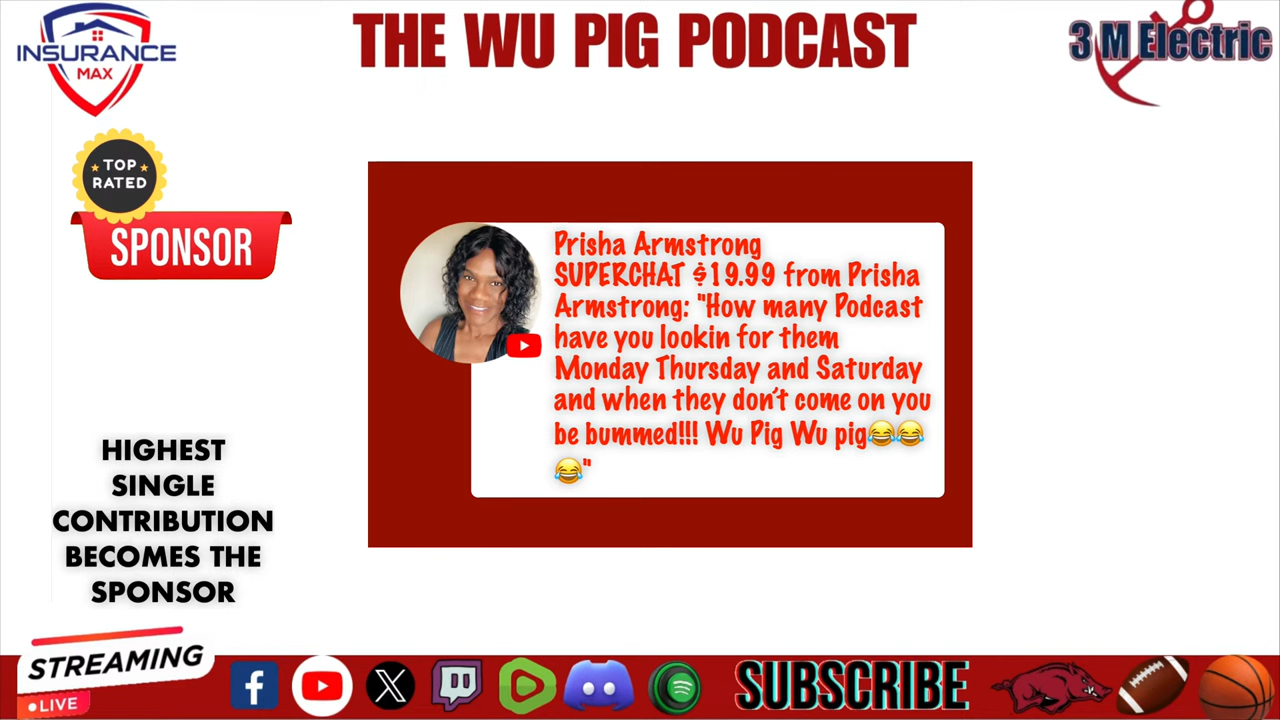 INSURANCE
MAX
THE WU PIG PODCAST
3 M Electric
TOP
RATED
SPONSOR
Prisha Armstrong
SUPERCHAT $19.99 from Prisha
Armstrong: "How many Podcast
have you lookin for them
Monday Thursday and Saturday
and when they don't come on you
be bummed!!! Wu Pig Wu pig😂😂
😂"
HIGHEST
SINGLE
CONTRIBUTION
BECOMES THE
SPONSOR
STREAMING
LIVE
SUBSCRIBE